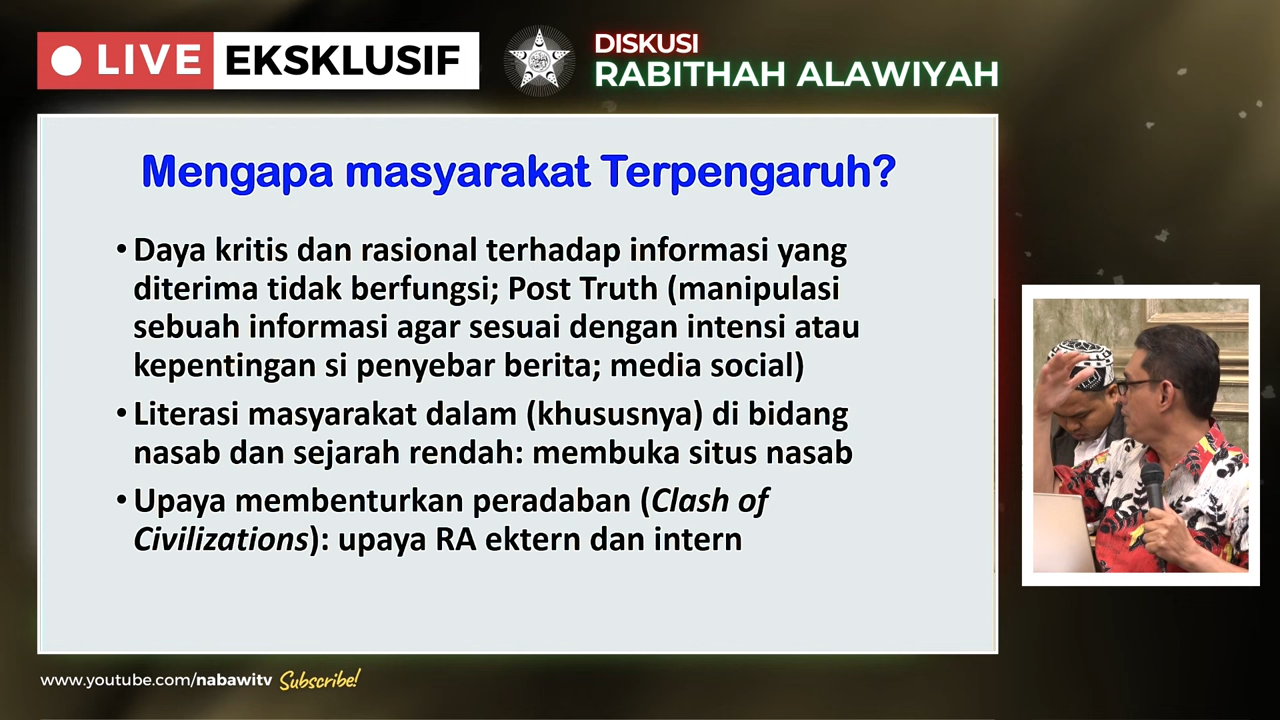 LIVE EKSKLUSIF
DISKUSI
RABITHAH ALAWIYAH
Mengapa masyarakat Terpengaruh?
• Daya kritis dan rasional terhadap informasi yang
diterima tidak berfungsi; Post Truth (manipulasi
sebuah informasi agar sesuai dengan intensi atau
kepentingan si penyebar berita; media social)
• Literasi masyarakat dalam (khususnya) di bidang
nasab dan sejarah rendah: membuka situs nasab
• Upaya membenturkan peradaban (Clash of
Civilizations): upaya RA ektern dan intern
www.youtube.com/nabawitv Subscribe!